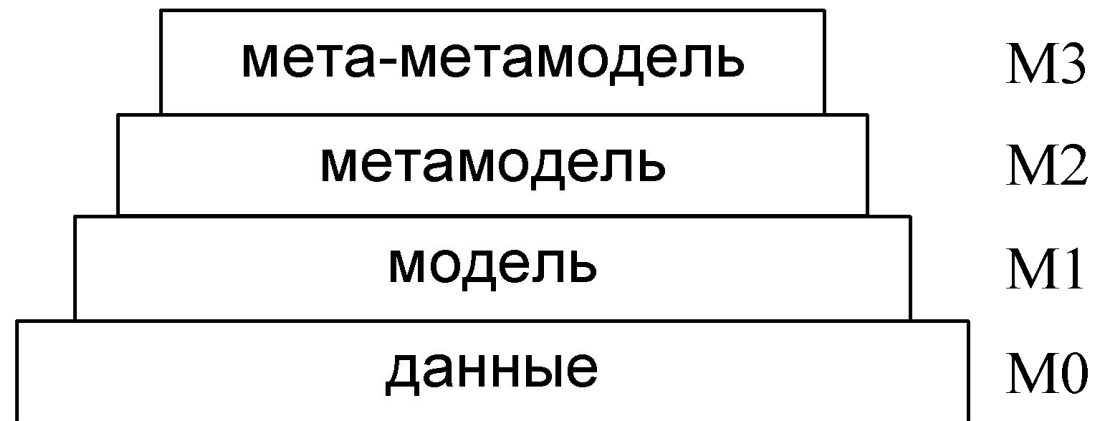 мета-метамодель M3
метамодель M2
модель M1
данные M0